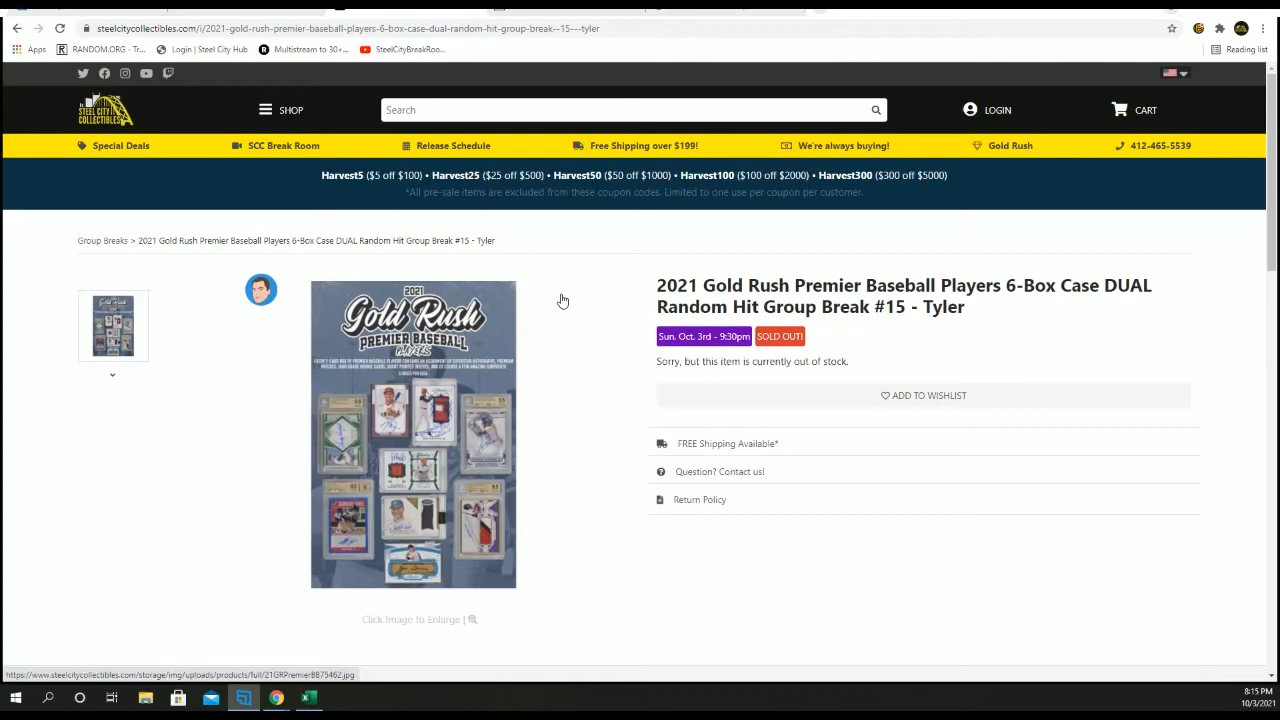 steelcitycollectibles.com/i/2021-gold-rush-premier-baseball-players-6-box-case-dual-random-hit-group-break--15---tyler
Apps
RANDOM.ORG - Tr...
Login | Steel City Hub
Multistream to 30+...
SteelCityBreakRoo...
Reading list
STEEL CITY
COLLECTIBLES
SHOP
Search
LOGIN
CART
Special Deals
SCC Break Room
Release Schedule
Free Shipping over $199!
We're always buying!
Gold Rush
412-465-5539
Harvest5 ($5 off $100) • Harvest25 ($25 off $500) • Harvest50 ($50 off $1000) • Harvest100 ($100 off $2000) • Harvest300 ($300 off $5000)
*All pre-sale items are excluded from these coupon codes. Limited to one use per coupon per customer.
Group Breaks > 2021 Gold Rush Premier Baseball Players 6-Box Case DUAL Random Hit Group Break #15 - Tyler
2021
Gold Rush
PREMIER BASEBALL
PLAYERS
2021 Gold Rush Premier Baseball Players 6-Box Case DUAL
Random Hit Group Break #15 - Tyler
Sun, Oct. 3rd - 9:30pm
SOLD OUT!
Sorry, but this item is currently out of stock.
ADD TO WISHLIST
FREE Shipping Available*
Question? Contact us!
Return Policy
Click Image to Enlarge |
https://www.steelcitycollectibles.com/storage/img/uploads/products/full/21GRPremierBB75462.jpg
8:15 PM
10/3/2021